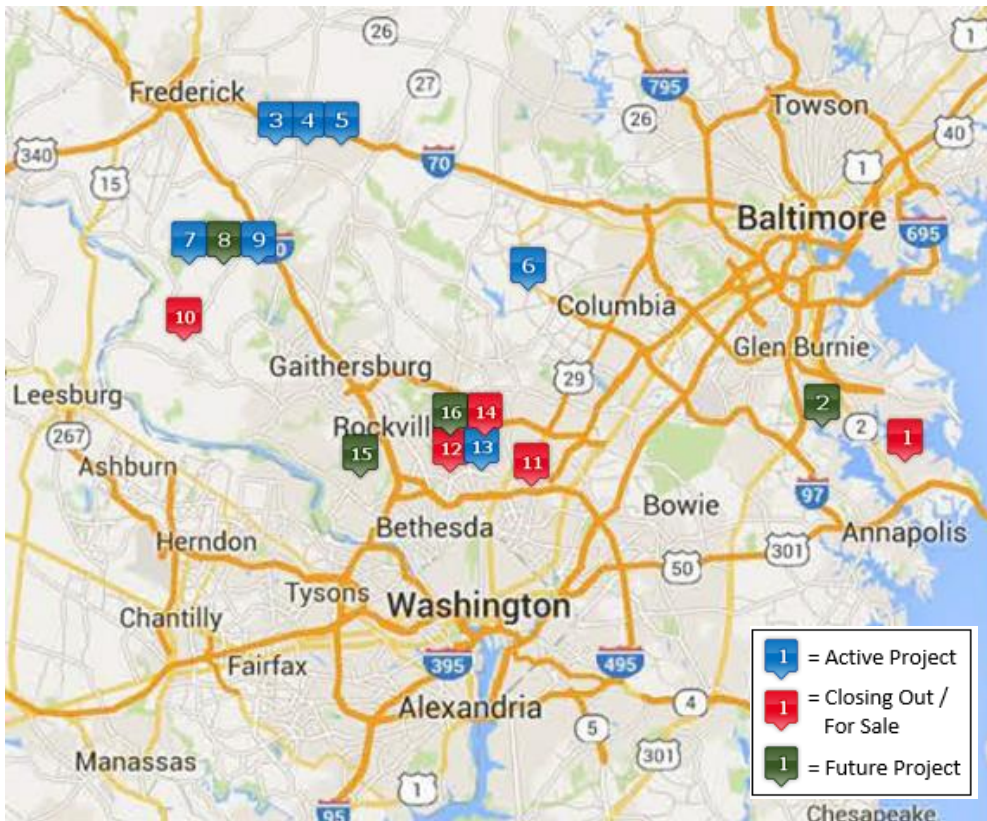 26
1
795
Frederick
27
Towson
26
3 4 5
40
340
70
1
15
Baltimore
695
7 8 9
0
6
Columbia
10
Glen Burnie
Gaithersburg
29
Leesburg
2
16 14
Rockvill
2
1
267
12 13
15
11
Ashburn
97
Bowie
Bethesda
Annapolis
Herndon
301
50
Tysons
Washington
Chantilly
1 = Active Project
Fairfax
395
495
1 = Closing Out /
For Sale
Alexandria
4
5
301
Manassas
1 = Future Project
1
95
Chesapeake